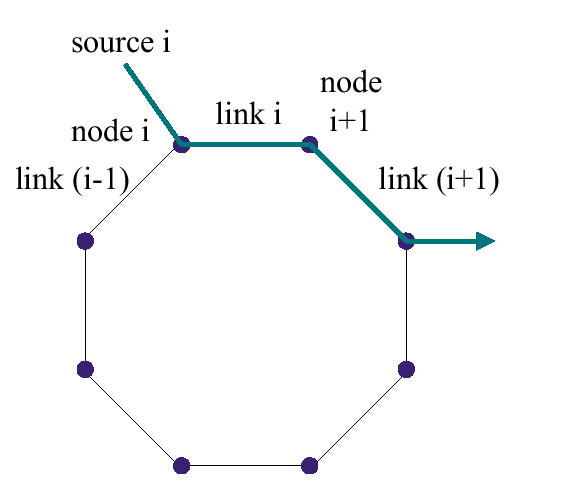 source i
node
i+1
link i
node i
link (i-1)
link (i+1)